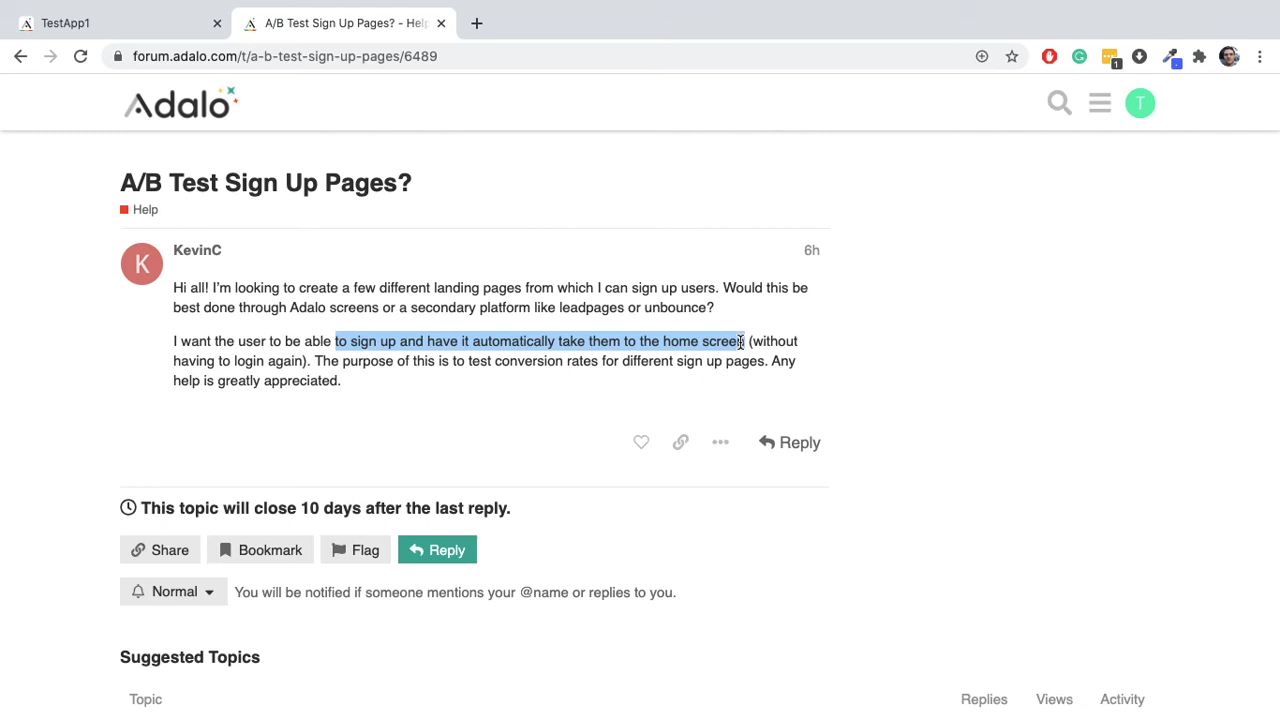 TestApp1
A/B Test Sign Up Pages? - Help
forum.adalo.com/t/a-b-test-sign-up-pages/6489
1
Adalo
T
A/B Test Sign Up Pages?
Help
K
KevinC
6h
Hi all! I'm looking to create a few different landing pages from which I can sign up users. Would this be
best done through Adalo screens or a secondary platform like leadpages or unbounce?
I want the user to be able to sign up and have it automatically take them to the home screen (without
having to login again). The purpose of this is to test conversion rates for different sign up pages. Any
help is greatly appreciated.
Reply
This topic will close 10 days after the last reply.
Share Bookmark Flag Reply
Normal You will be notified if someone mentions your @name or replies to you.
Suggested Topics
Topic Replies Views Activity